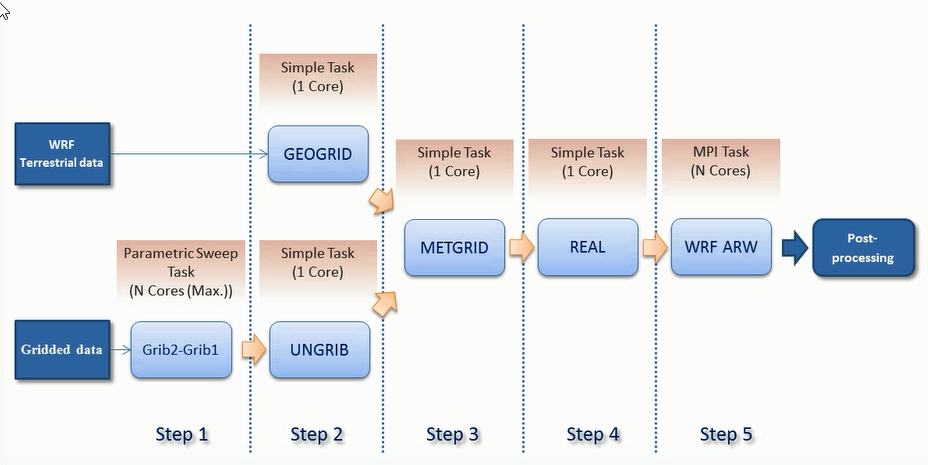 Simple Task
(1 Core)
WRF
Terrestrial data
GEOGRID
Simple Task
(1 Core)
Simple Task
(1 Core)
MPI Task
(N Cores)
METGRID
REAL
WRF ARW
Post-
processing
Parametric Sweep
Task
(N Cores (Max.))
Simple Task
(1 Core)
Gridded data
Grib2-Grib1
UNGRIB
Step 1
Step 2
Step 3
Step 4
Step 5